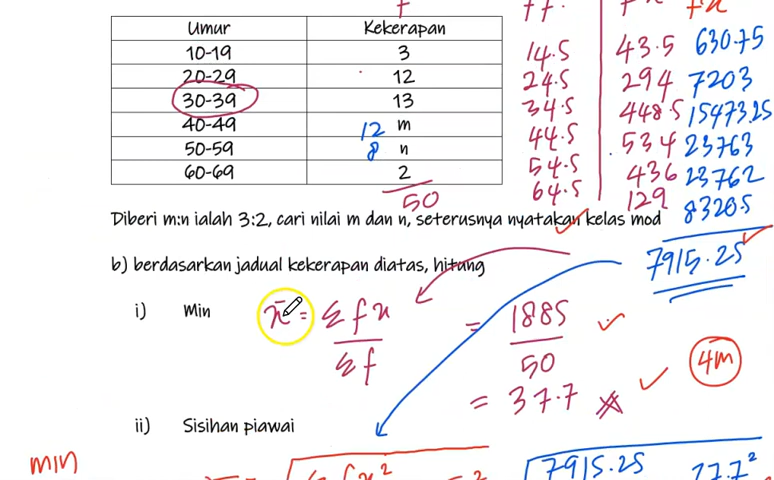 f f f. f x fx
Umur Kekerapan
10-19 3 14.5 43.5 630.75
20-29 12 24.5 294 7203
30-39 13 34.5 448.5 15473.25
40-49 12 m 44.5 534 23763
50-59 8 n 54.5 436 23762
60-69 2 64.5 129 8320.5
50
Diberi m:n ialah 3:2, cari nilai m dan n, seterusnya nyatakan kelas mod
7915.25
b) berdasarkan jadual kekerapan diatas, hitung
i) Min x̄ = Σfx / Σf = 1885 / 50
4m
= 37.7
ii) Sisihan piawai
min
Σfx² x̄² 7915.25 37.7²